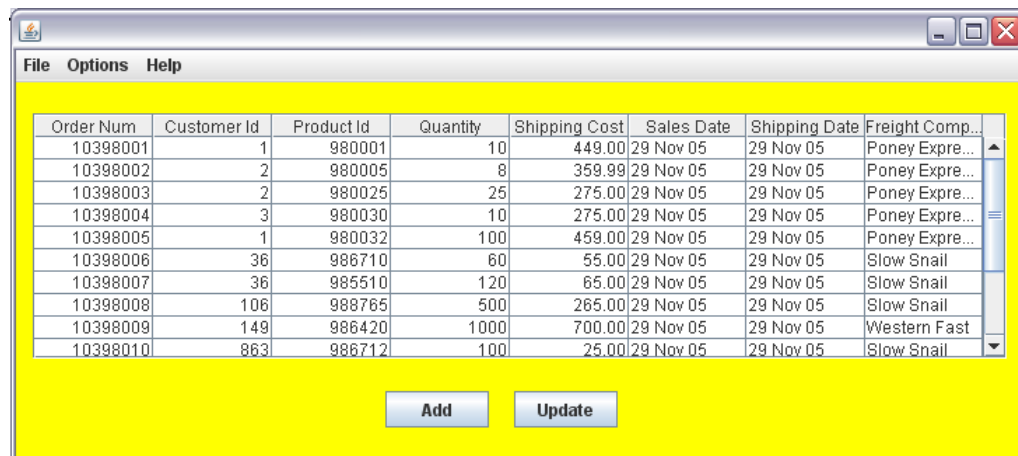 File Options Help
Order Num Customer Id Product Id Quantity Shipping Cost Sales Date Shipping Date Freight Comp...
10398001 1 980001 10 449.00 29 Nov 05 29 Nov 05 Poney Expre...
10398002 2 980005 8 359.99 29 Nov 05 29 Nov 05 Poney Expre...
10398003 2 980025 25 275.00 29 Nov 05 29 Nov 05 Poney Expre...
10398004 3 980030 10 275.00 29 Nov 05 29 Nov 05 Poney Expre...
10398005 1 980032 100 459.00 29 Nov 05 29 Nov 05 Poney Expre...
10398006 36 986710 60 55.00 29 Nov 05 29 Nov 05 Slow Snail
10398007 36 985510 120 65.00 29 Nov 05 29 Nov 05 Slow Snail
10398008 106 988765 500 265.00 29 Nov 05 29 Nov 05 Slow Snail
10398009 149 986420 1000 700.00 29 Nov 05 29 Nov 05 Western Fast
10398010 863 986712 100 25.00 29 Nov 05 29 Nov 05 Slow Snail
Add Update